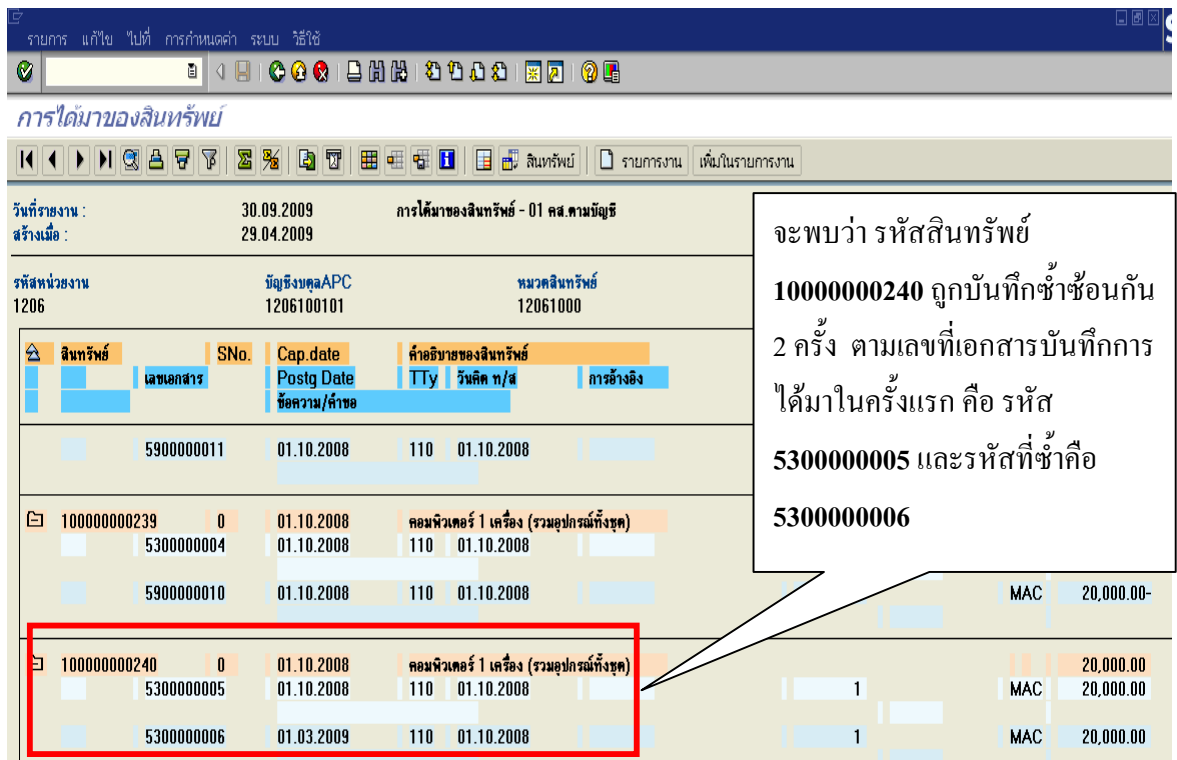 รายการ แก้ไข ไปที่ การกำหนดค่า ระบบ วิธีใช้
การได้มาของสินทรัพย์
สินทรัพย์ รายการงาน เพิ่มในรายการงาน
วันที่รายงาน : 30.09.2009 การได้มาของสินทรัพย์ - 01 คส.ตามบัญชี
สร้างเมื่อ : 29.04.2009
รหัสหน่วยงาน บัญชีงบดุลAPC หมวดสินทรัพย์
1206 1206100101 12061000
สินทรัพย์ SNo. Cap.date คำอธิบายของสินทรัพย์
เลขเอกสาร Postg Date TTy วันคิด ท/ส การอ้างอิง
ข้อความ/คำขอ
5900000011 01.10.2008 110 01.10.2008
100000000239 0 01.10.2008 คอมพิวเตอร์ 1 เครื่อง (รวมอุปกรณ์ทั้งชุด)
5300000004 01.10.2008 110 01.10.2008
5900000010 01.10.2008 110 01.10.2008 MAC 20,000.00-
100000000240 0 01.10.2008 คอมพิวเตอร์ 1 เครื่อง (รวมอุปกรณ์ทั้งชุด) 20,000.00
5300000005 01.10.2008 110 01.10.2008 1 MAC 20,000.00
5300000006 01.03.2009 110 01.10.2008 1 MAC 20,000.00
จะพบว่า รหัสสินทรัพย์
10000000240 ถูกบันทึกซ้ำซ้อนกัน
2 ครั้ง ตามเลขที่เอกสารบันทึกการ
ได้มาในครั้งแรก คือ รหัส
5300000005 และรหัสที่ซ้ำคือ
5300000006